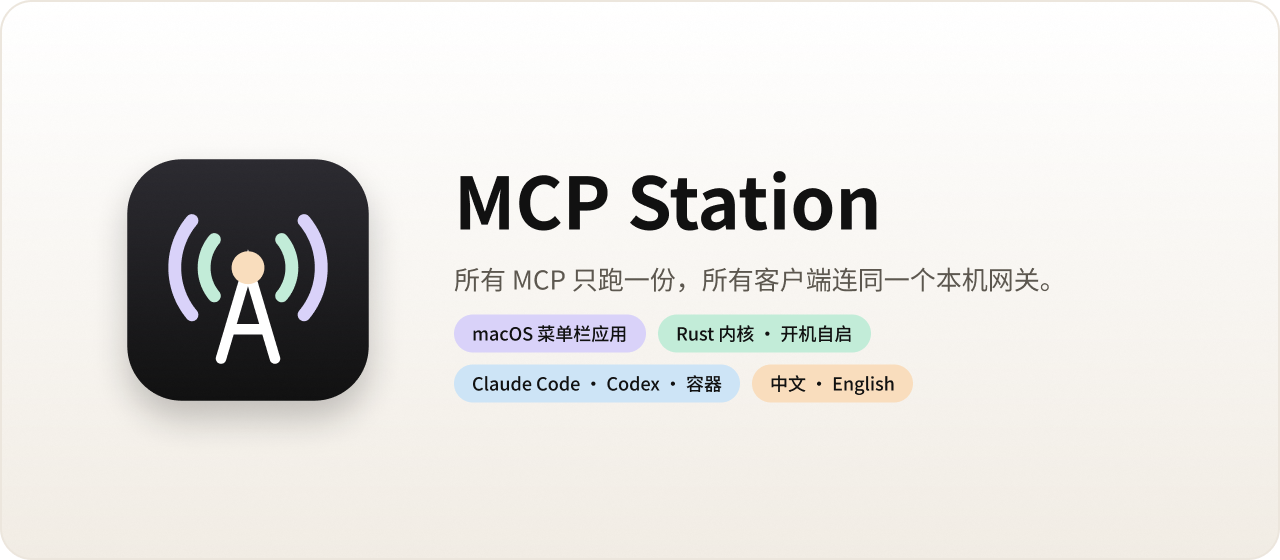 MCP Station
所有 MCP 只跑一份，所有客户端连同一个本机网关。
macOS 菜单栏应用
Rust 内核 · 开机自启
Claude Code · Codex · 容器
中文 · English